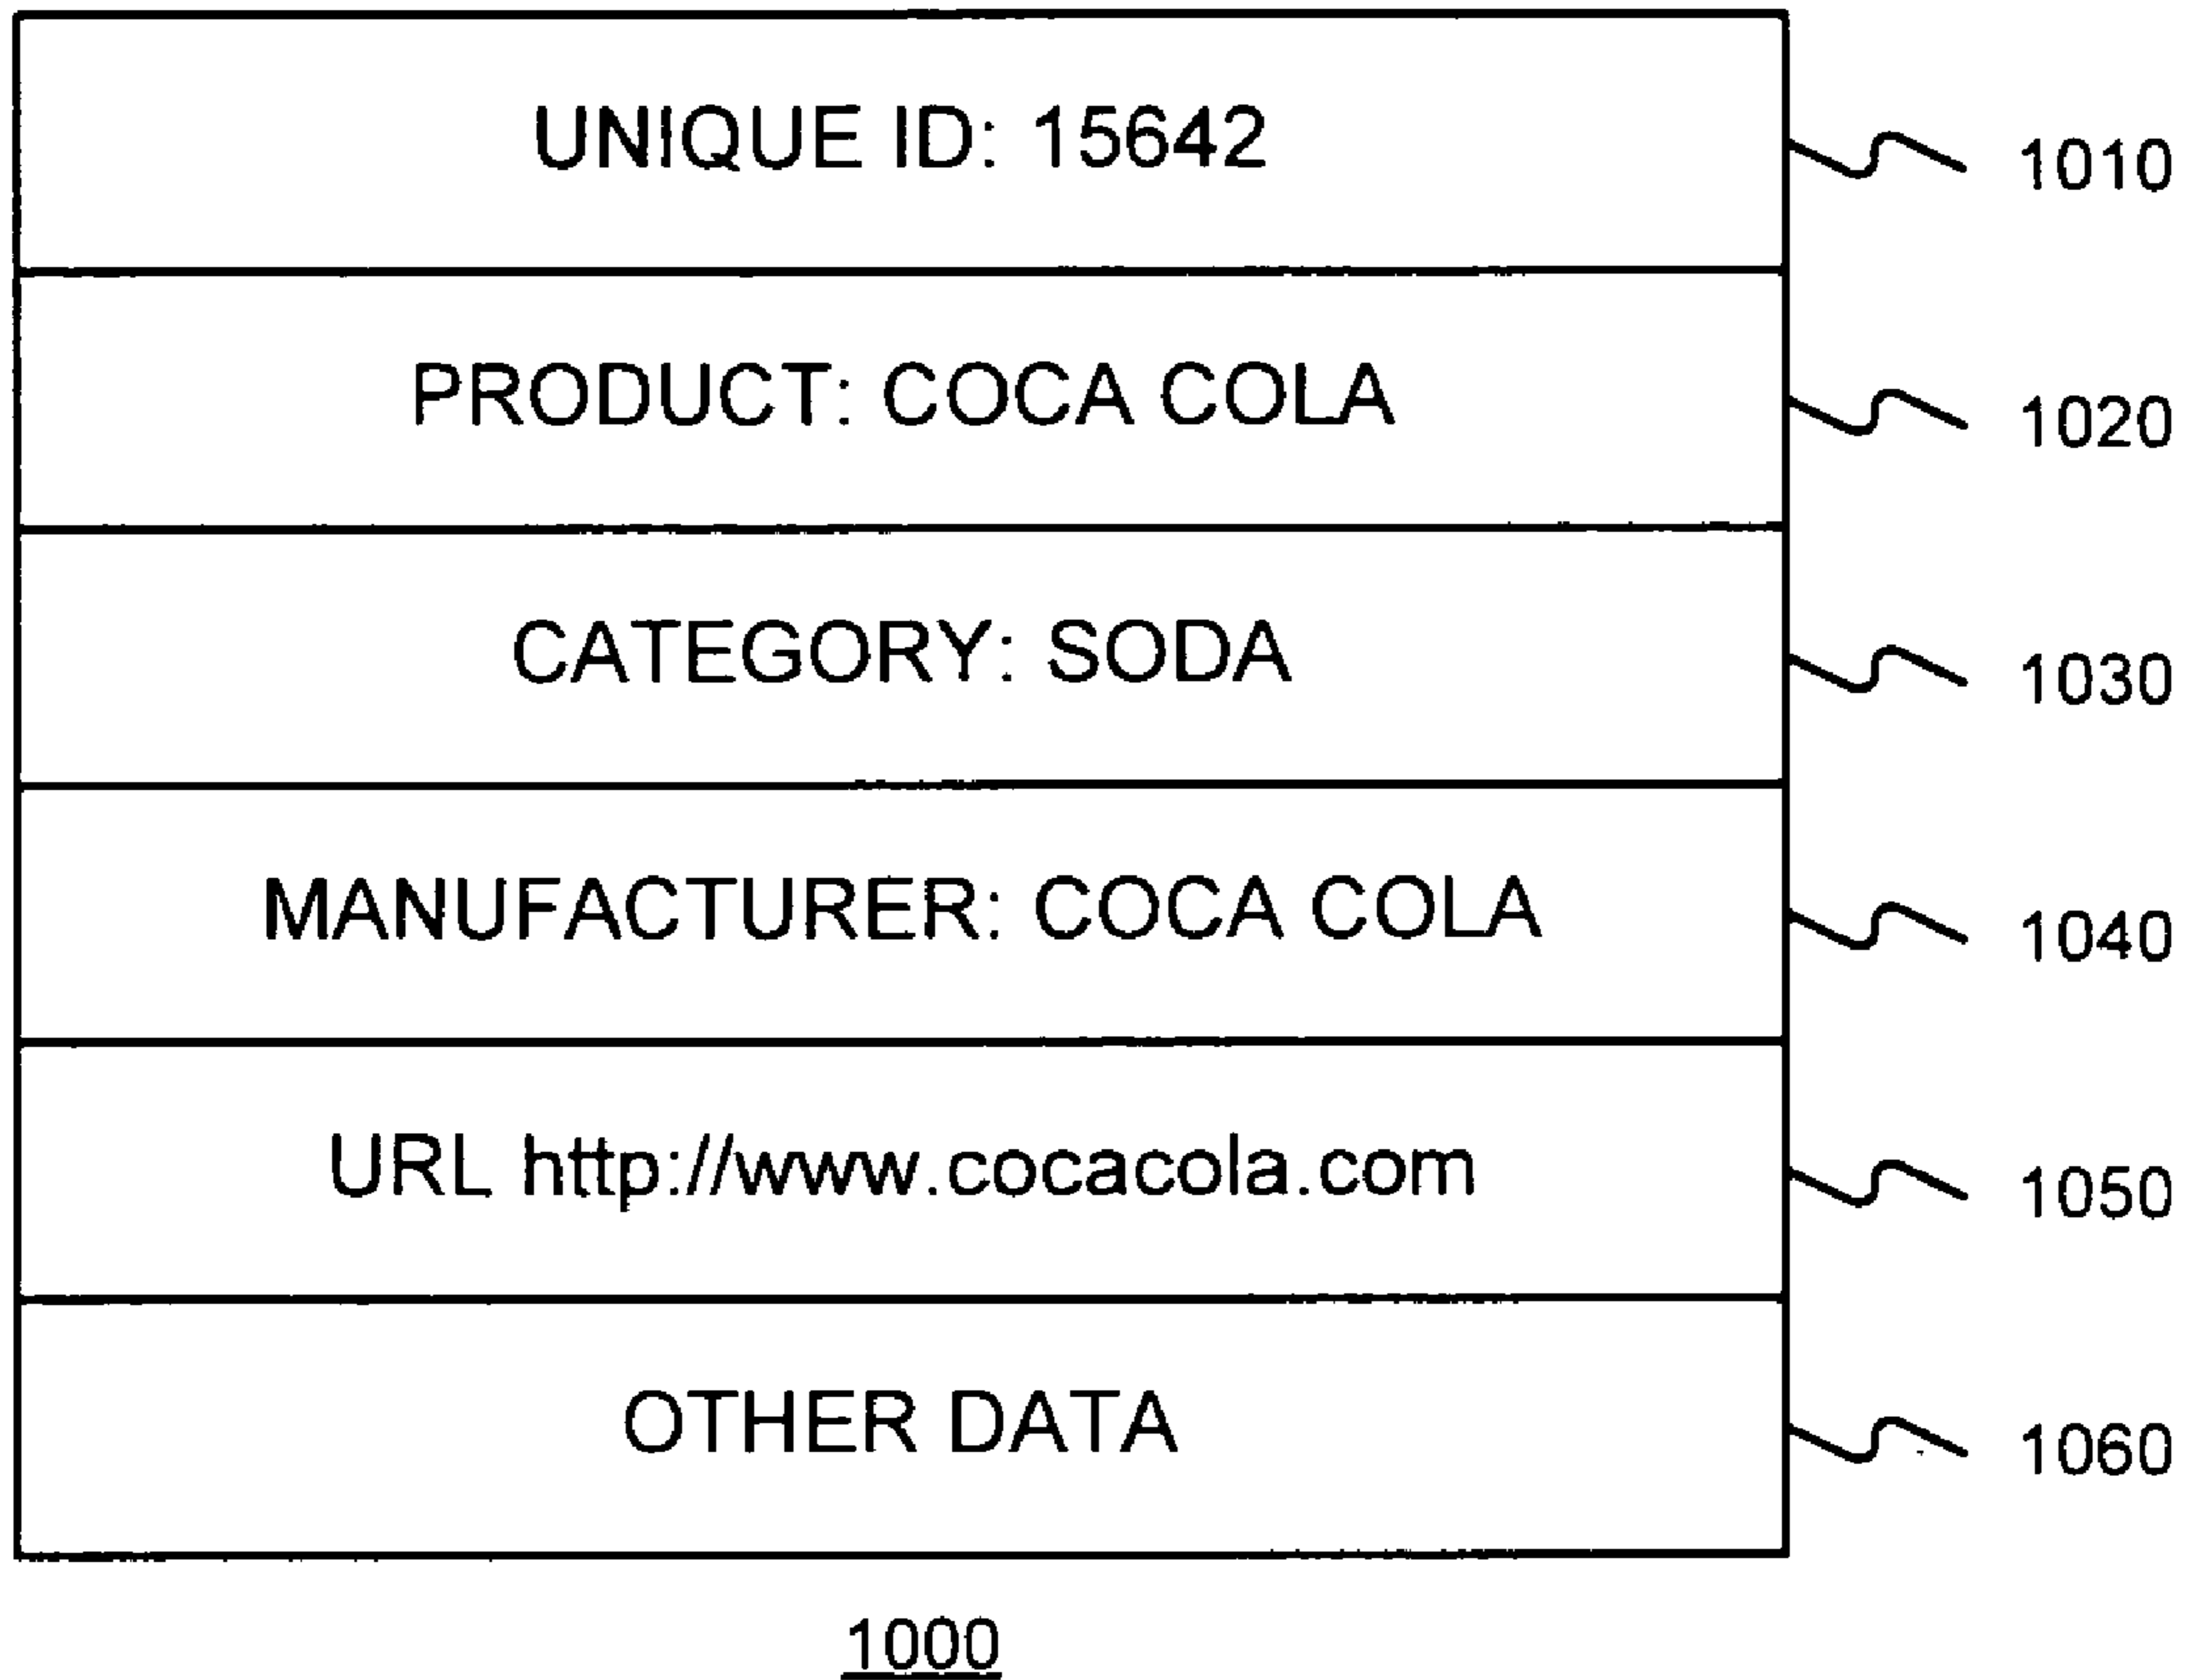 UNIQUE ID: 15642 1010
PRODUCT: COCA COLA 1020
CATEGORY: SODA 1030
MANUFACTURER: COCA COLA 1040
URL http://www.cocacola.com 1050
OTHER DATA 1060
1000